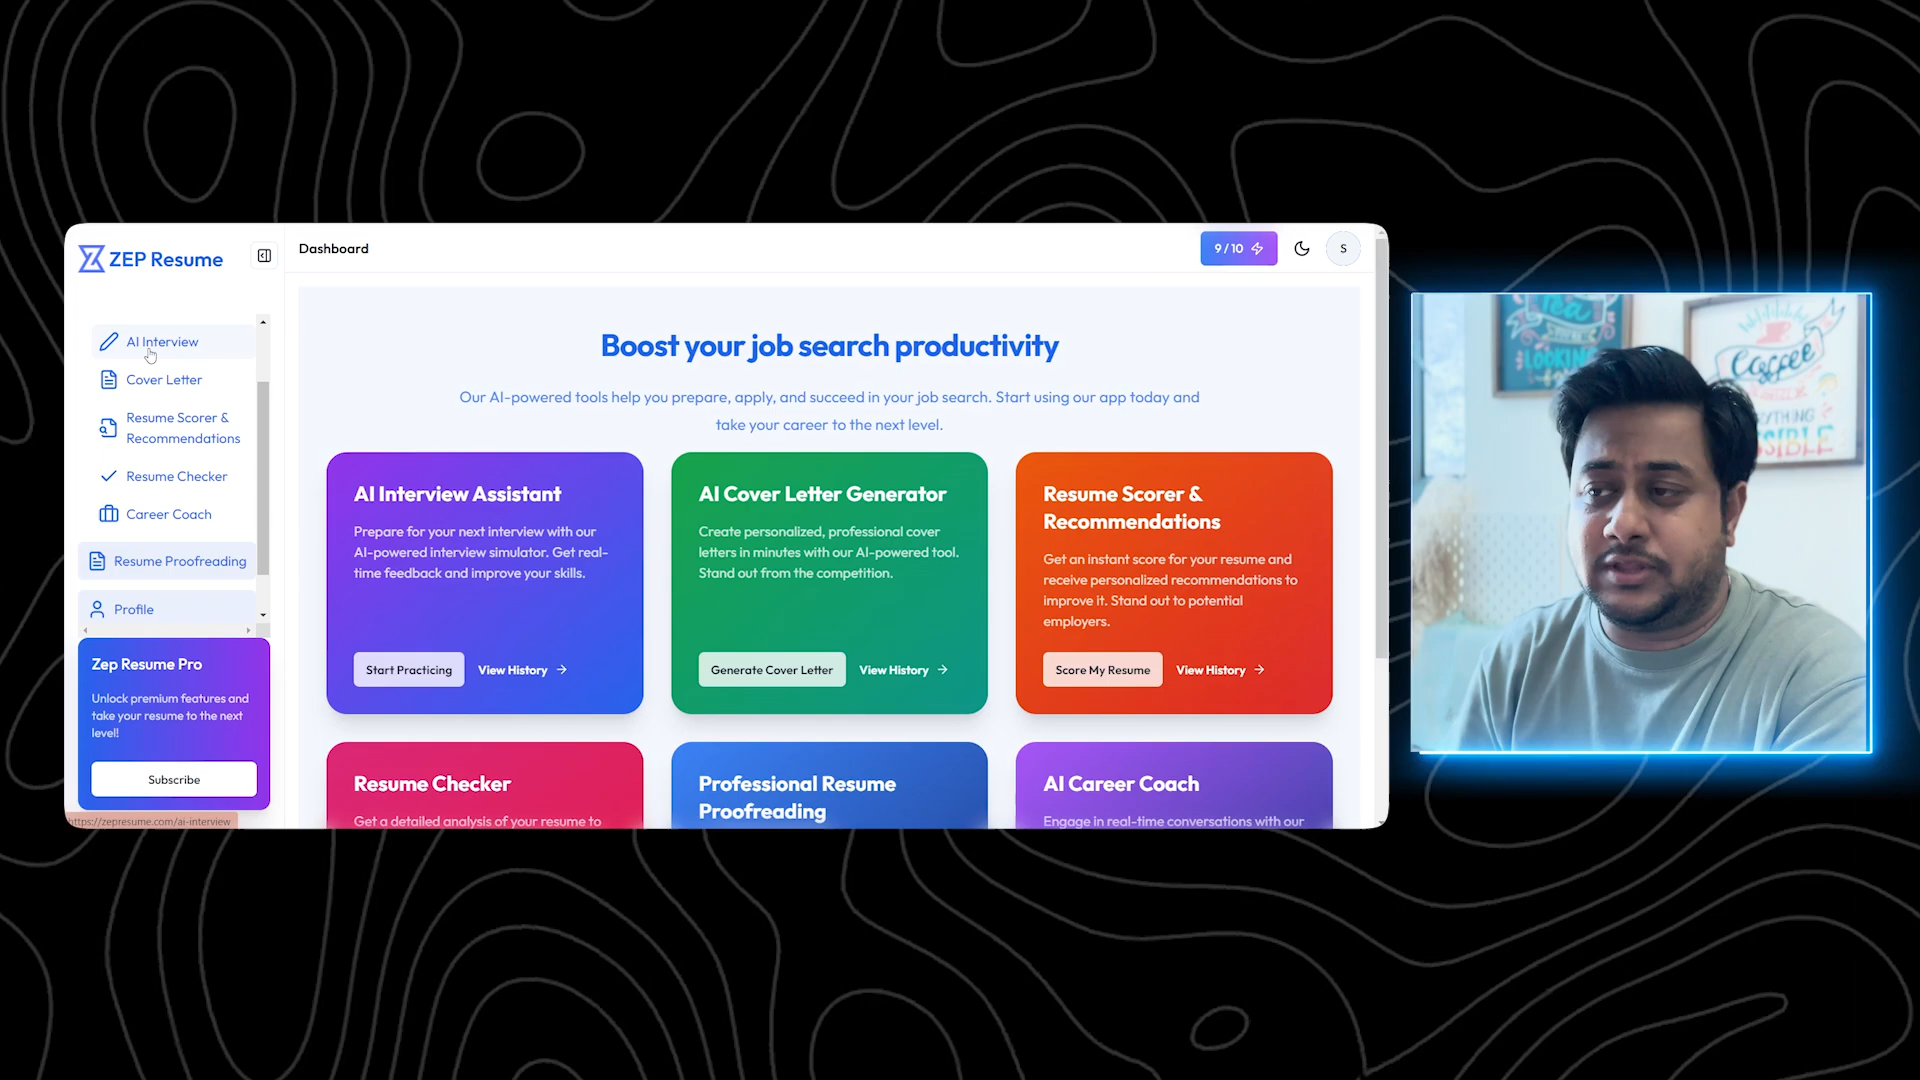 ZEP Resume
AI Interview
Cover Letter
Resume Scorer &
Recommendations
Resume Checker
Career Coach
Resume Proofreading
Profile
Zep Resume Pro
Unlock premium features and
take your resume to the next
level!
Subscribe
https://zepresume.com/ai-interview
Dashboard
9 / 10
S
Boost your job search productivity
Our AI-powered tools help you prepare, apply, and succeed in your job search. Start using our app today and
take your career to the next level.
AI Interview Assistant
Prepare for your next interview with our
AI-powered interview simulator. Get real-
time feedback and improve your skills.
Start Practicing
View History
AI Cover Letter Generator
Create personalized, professional cover
letters in minutes with our AI-powered tool.
Stand out from the competition.
Generate Cover Letter
View History
Resume Scorer &
Recommendations
Get an instant score for your resume and
receive personalized recommendations to
improve it. Stand out to potential
employers.
Score My Resume
View History
Resume Checker
Get a detailed analysis of your resume to
Professional Resume
Proofreading
AI Career Coach
Engage in real-time conversations with our
Tea
LOOKING
Coffee